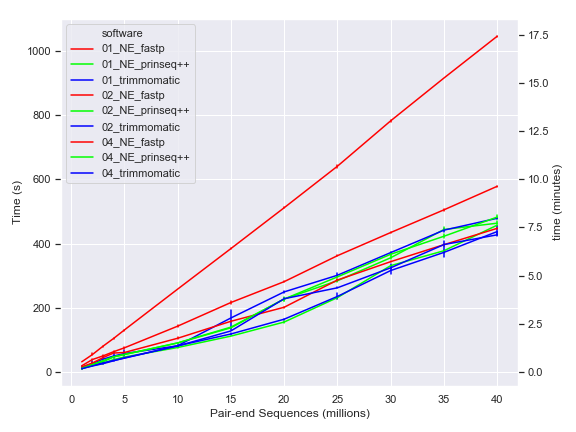 software
01_NE_fastp
01_NE_prinseq++
01_trimmomatic
02_NE_fastp
02_NE_prinseq++
02_trimmomatic
04_NE_fastp
04_NE_prinseq++
04_trimmomatic
1000
800
600
400
200
0
Time (s)
17.5
15.0
12.5
10.0
7.5
5.0
2.5
0.0
time (minutes)
0 5 10 15 20 25 30 35 40
Pair-end Sequences (millions)